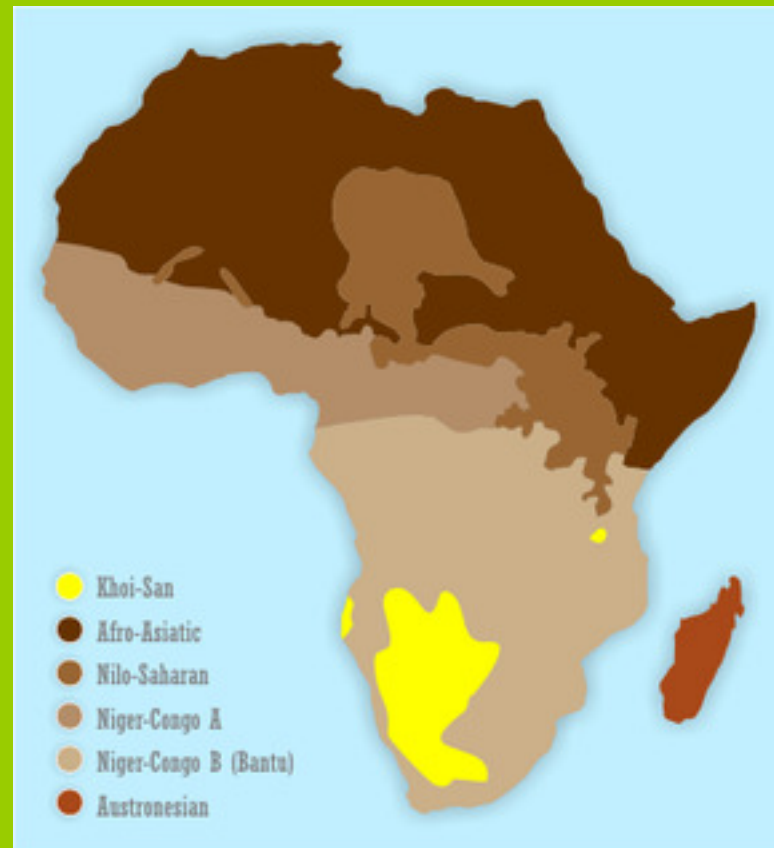 Khoi-San
Afro-Asiatic
Nilo-Saharan
Niger-Congo A
Niger-Congo B (Bantu)
Austronesian